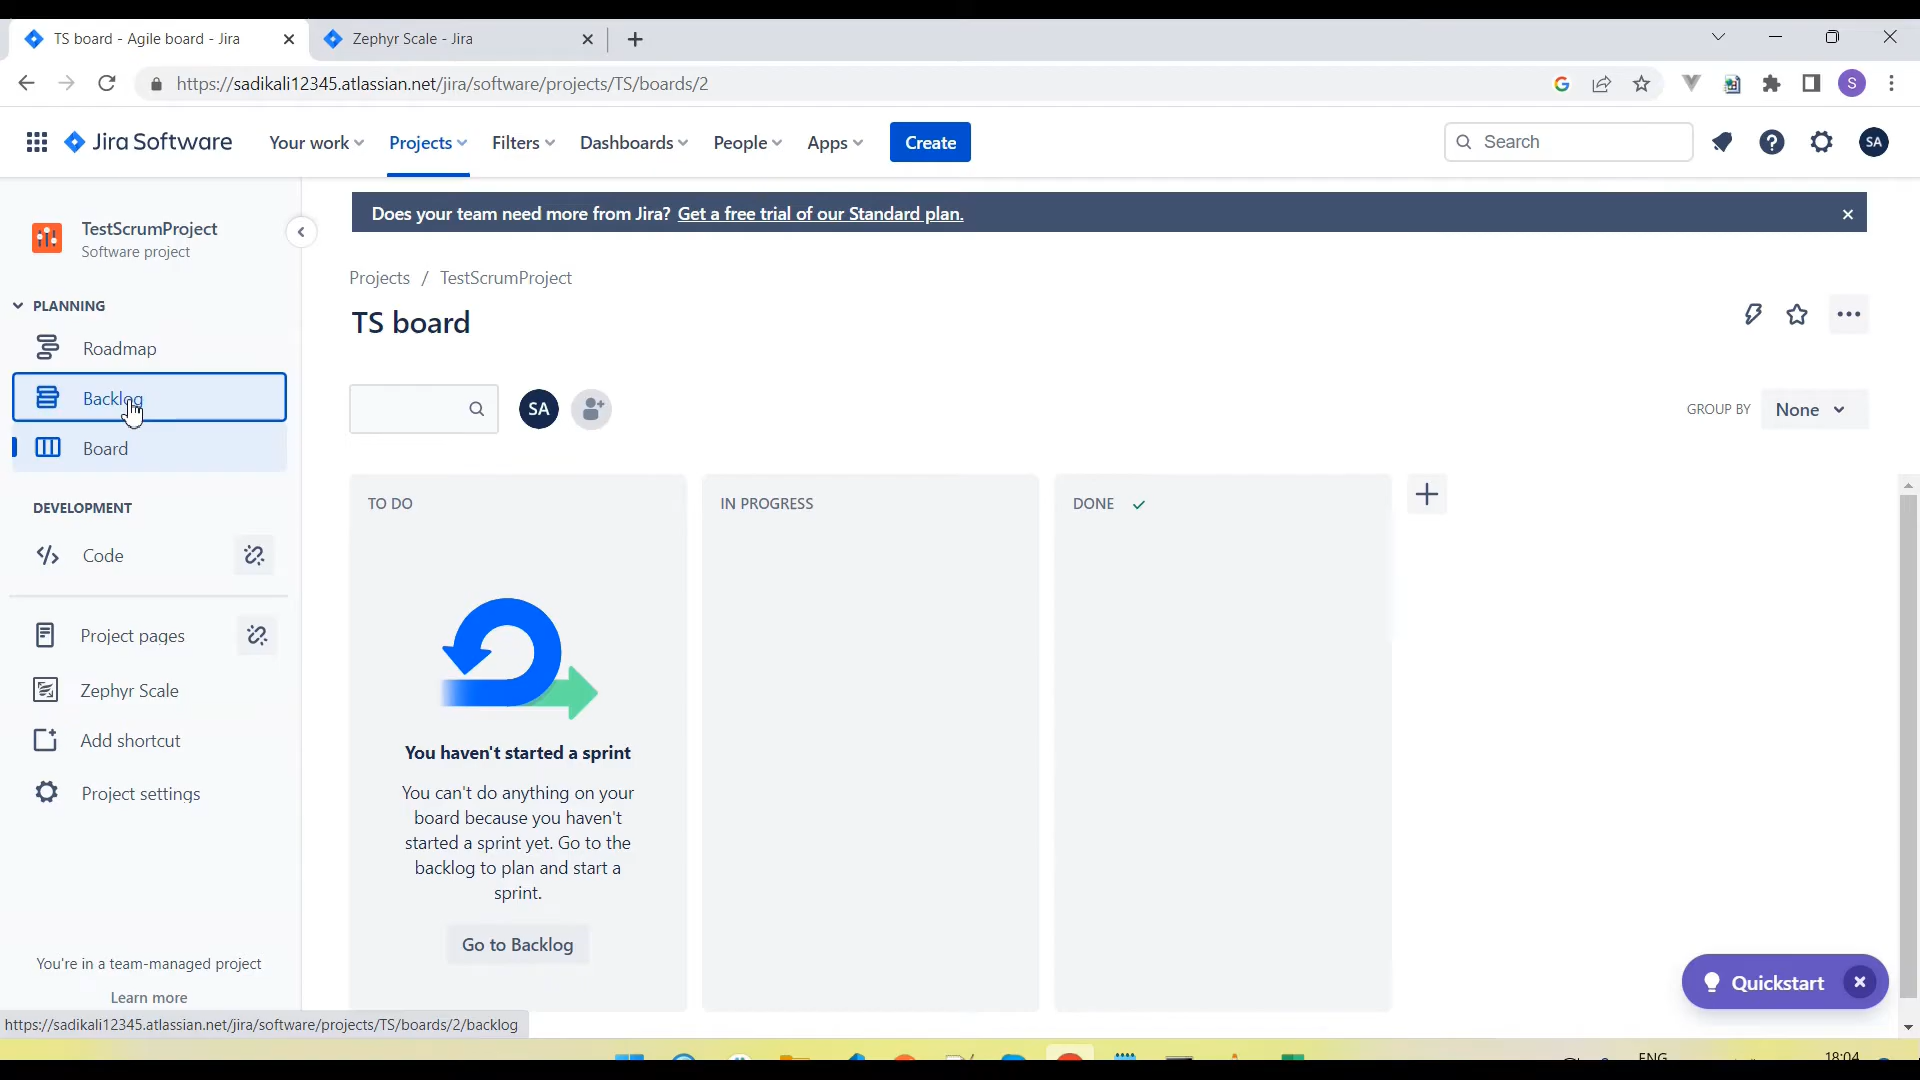 TS board - Agile board - Jira
Zephyr Scale - Jira
https://sadikali12345.atlassian.net/jira/software/projects/TS/boards/2
S
Jira Software
Your work
Projects
Filters
Dashboards
People
Apps
Create
Search
SA
Does your team need more from Jira? Get a free trial of our Standard plan.
TestScrumProject
Software project
Projects / TestScrumProject
TS board
PLANNING
Roadmap
Backlog
Board
SA
GROUP BY
None
DEVELOPMENT
Code
Project pages
Zephyr Scale
Add shortcut
Project settings
TO DO
IN PROGRESS
DONE
You haven't started a sprint
You can't do anything on your
board because you haven't
started a sprint yet. Go to the
backlog to plan and start a
sprint.
Go to Backlog
You're in a team-managed project
Learn more
Quickstart
https://sadikali12345.atlassian.net/jira/software/projects/TS/boards/2/backlog
ENG
18:04